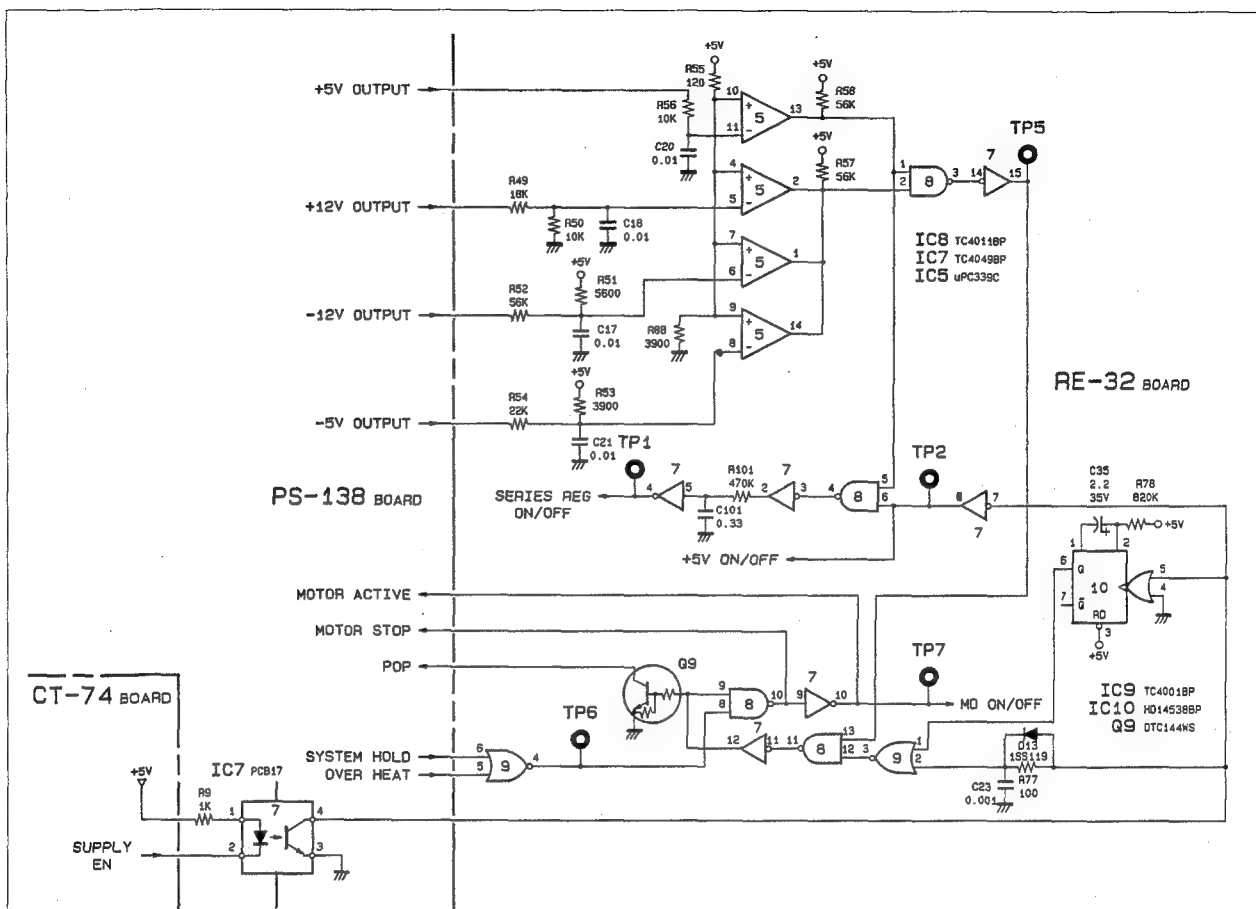 +5V OUTPUT
+12V OUTPUT
-12V OUTPUT
-5V OUTPUT
+5V
R55
120
R56
10K
C20
0.01
10
11
5
13
+5V
R58
56K
4
5
5
2
R57
56K
7
6
5
1
9
8
5
14
R49
18K
R50
10K
C18
0.01
+5V
R51
5600
R52
56K
C17
0.01
R88
3900
+5V
R53
3900
R54
22K
C21
0.01
1
2
8
3
14
7
15
TP5
IC8 TC4011BP
IC7 TC4049BP
IC5 uPC339C
RE-32 BOARD
PS-138 BOARD
TP1
SERIES REG
ON/OFF
4
7
5
R101
470K
C101
0.33
2
7
3
4
8
5
6
TP2
6
7
7
+5V ON/OFF
C35
2.2
35V
R78
820K
+5V
1
2
6
Q
10
5
4
7
Q
RD
3
+5V
MOTOR ACTIVE
MOTOR STOP
POP
Q9
9
8
8
10
7
9
10
TP7
MD ON/OFF
IC9 TC4001BP
IC10 HD14538BP
Q9 DTC144WS
CT-74 BOARD
TP6
SYSTEM HOLD
OVER HEAT
6
5
9
4
12
11
7
11
8
13
12
3
9
1
2
D13
1SS119
R77
100
C23
0.001
+5V
R9
1K
IC7 PCB17
7
1
2
4
3
SUPPLY
EN